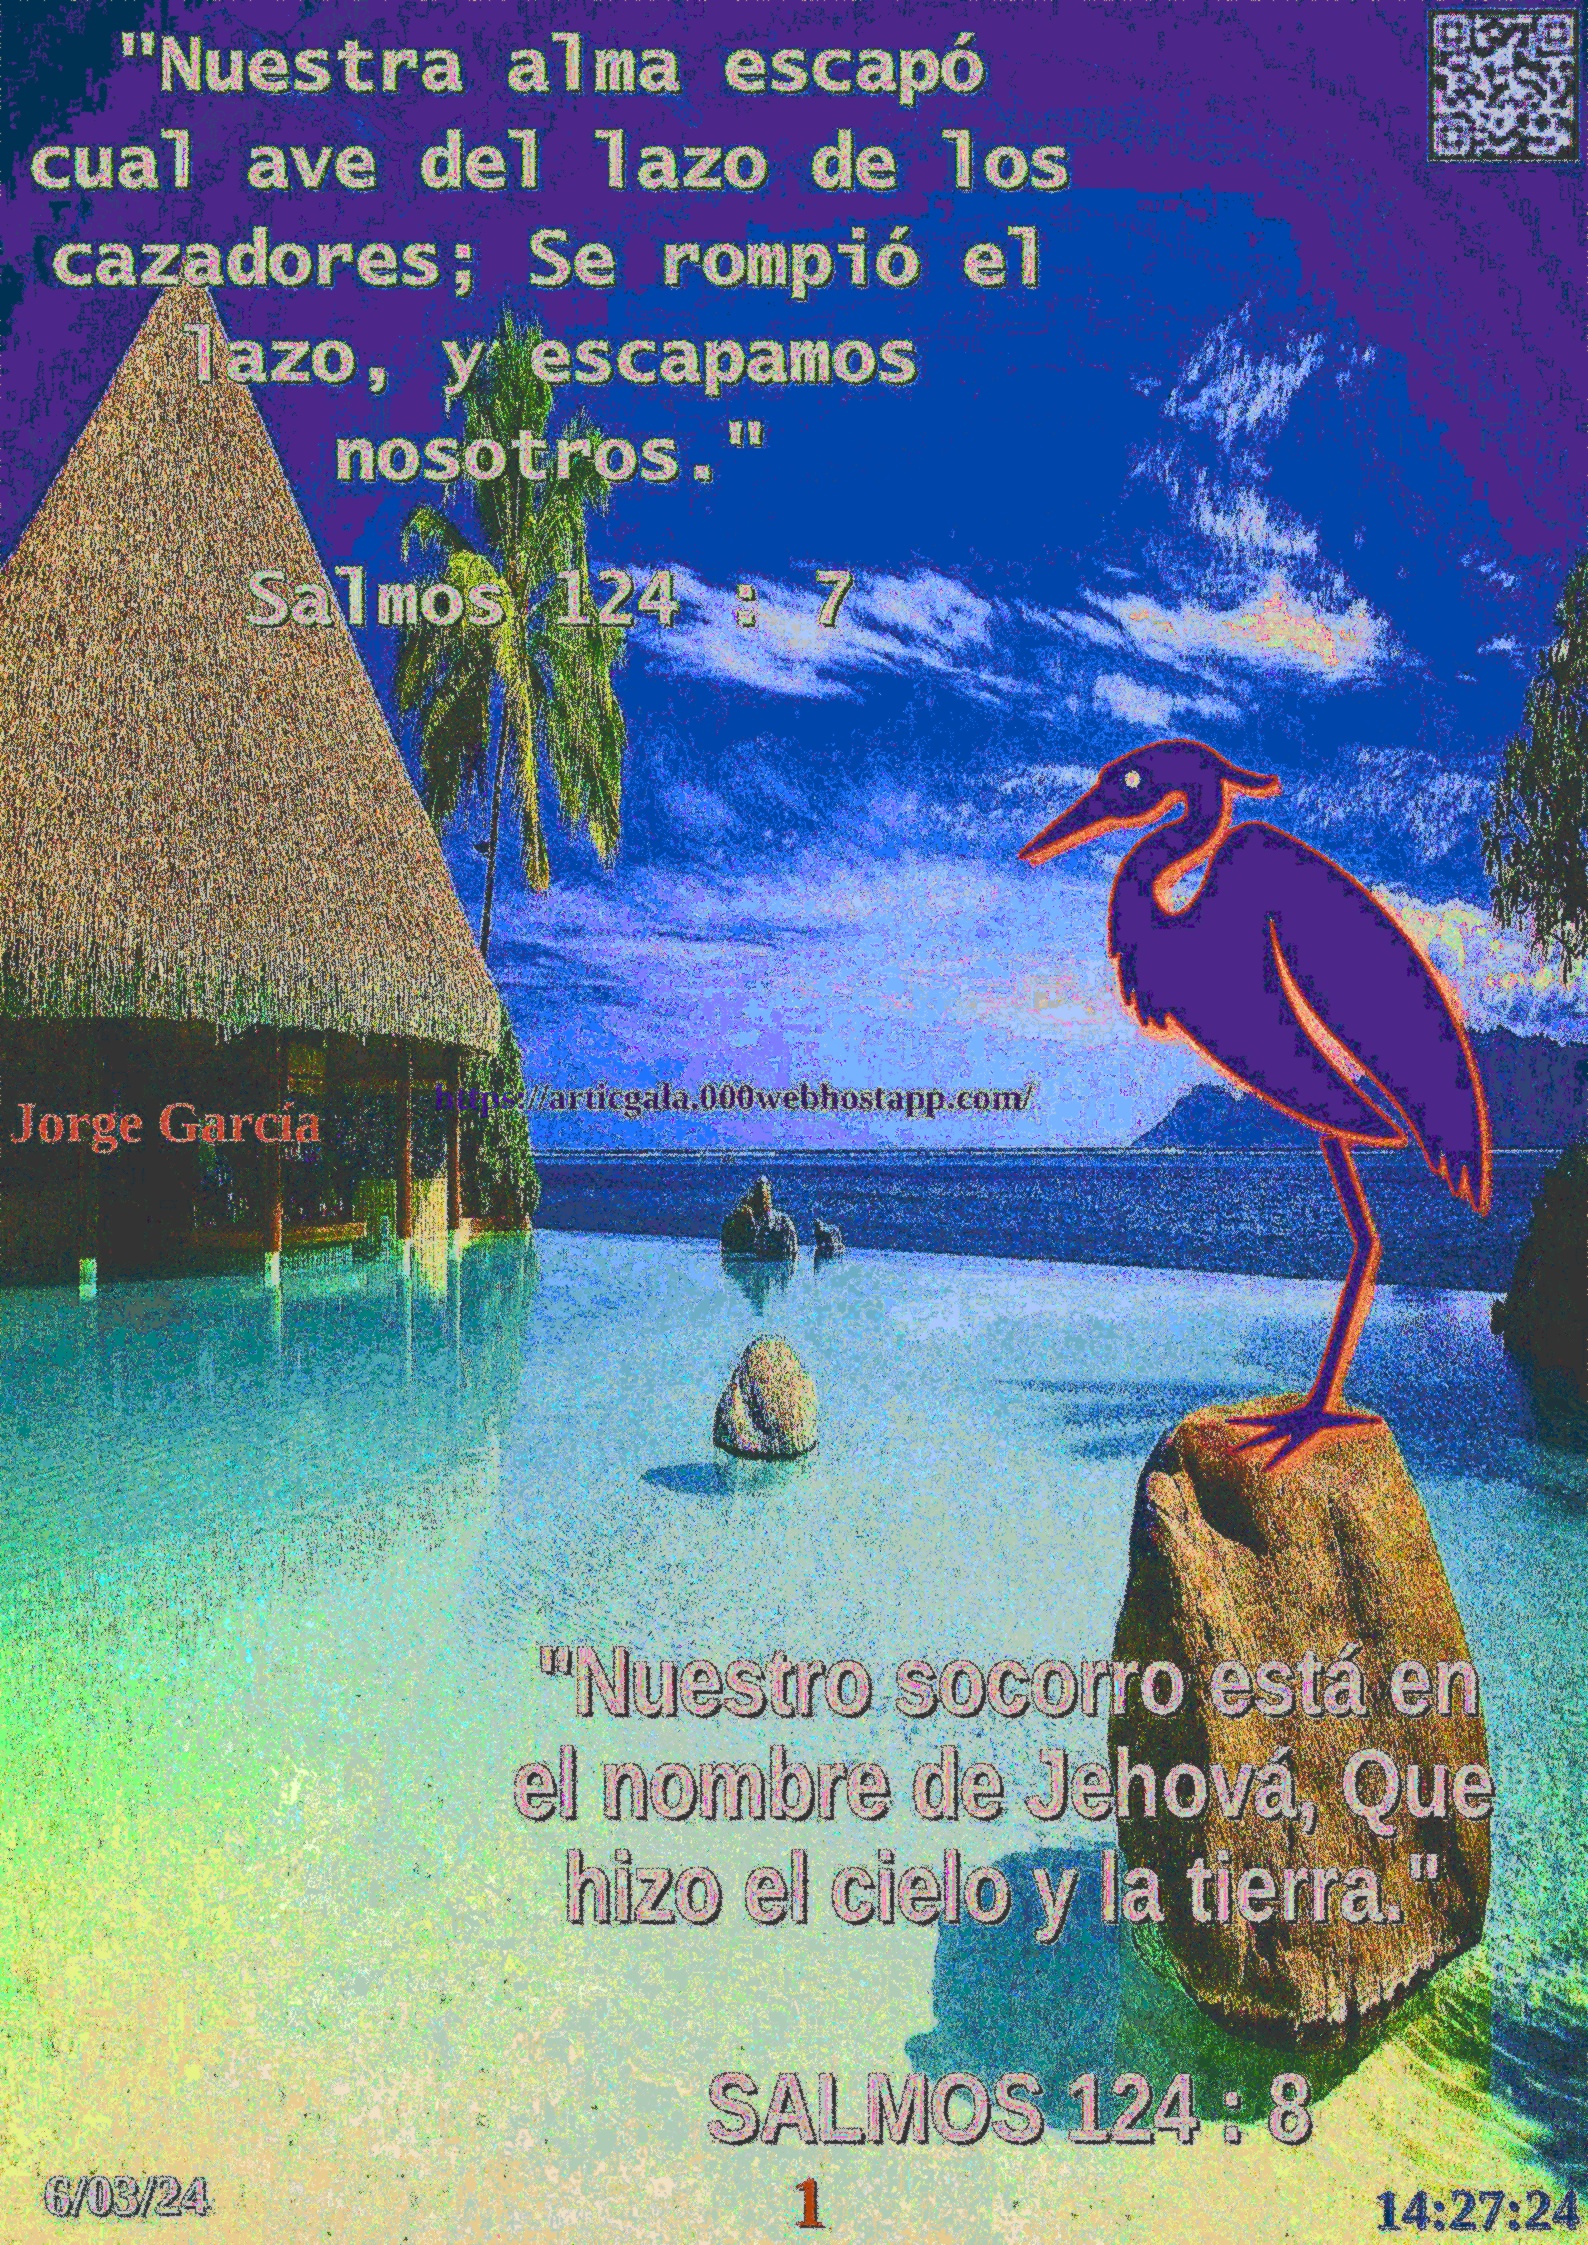 "Nuestra alma escapó
cual ave del lazo de los
cazadores; Se rompió el
lazo, y escapamos
nosotros."
Salmos 124 : 7
https://articgala.000webhostapp.com/
Jorge García
"Nuestro socorro está en
el nombre de Jehová, Que
hizo el cielo y la tierra."
SALMOS 124 : 8
6/03/24
1
14:27:24